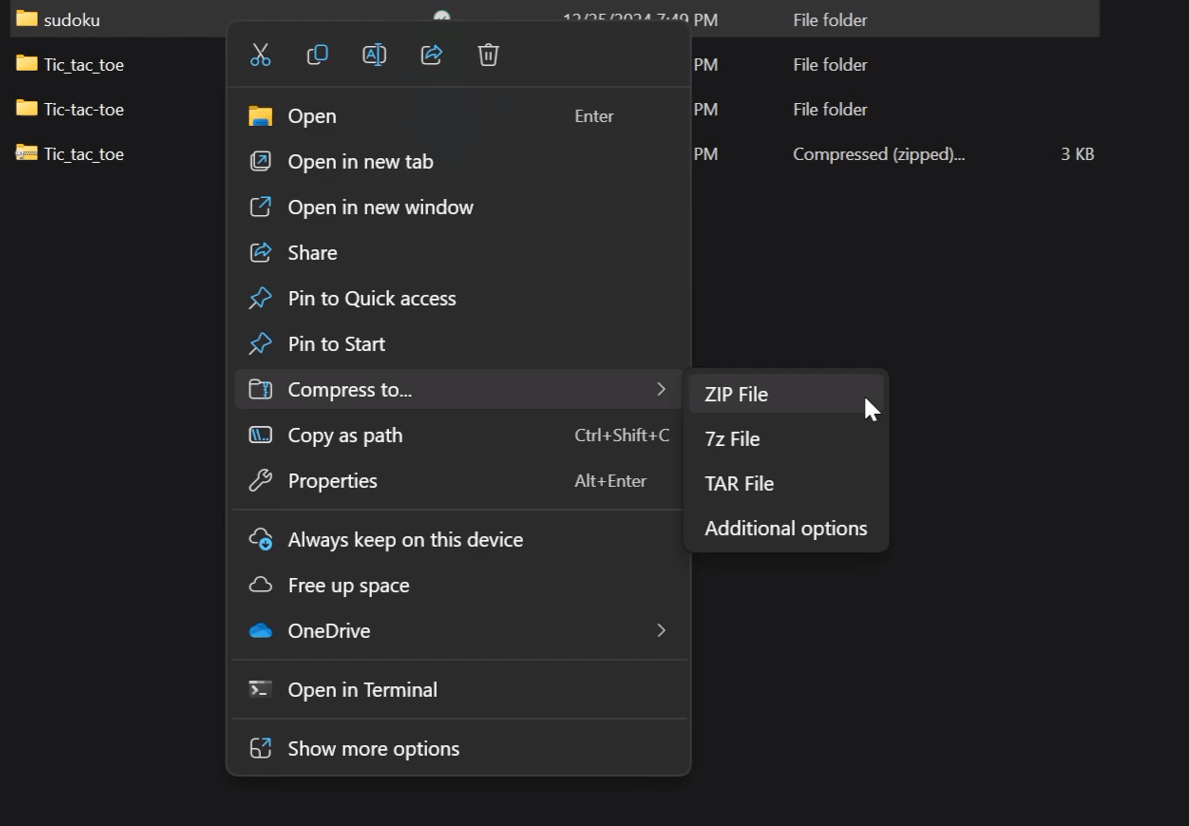 sudoku 12/25/2024 7:49 PM File folder
Tic_tac_toe PM File folder
Tic-tac-toe PM File folder
Tic_tac_toe PM Compressed (zipped)... 3 KB
Open Enter
Open in new tab
Open in new window
Share
Pin to Quick access
Pin to Start
Compress to...
ZIP File
Copy as path Ctrl+Shift+C
7z File
Properties Alt+Enter
TAR File
Additional options
Always keep on this device
Free up space
OneDrive
Open in Terminal
Show more options